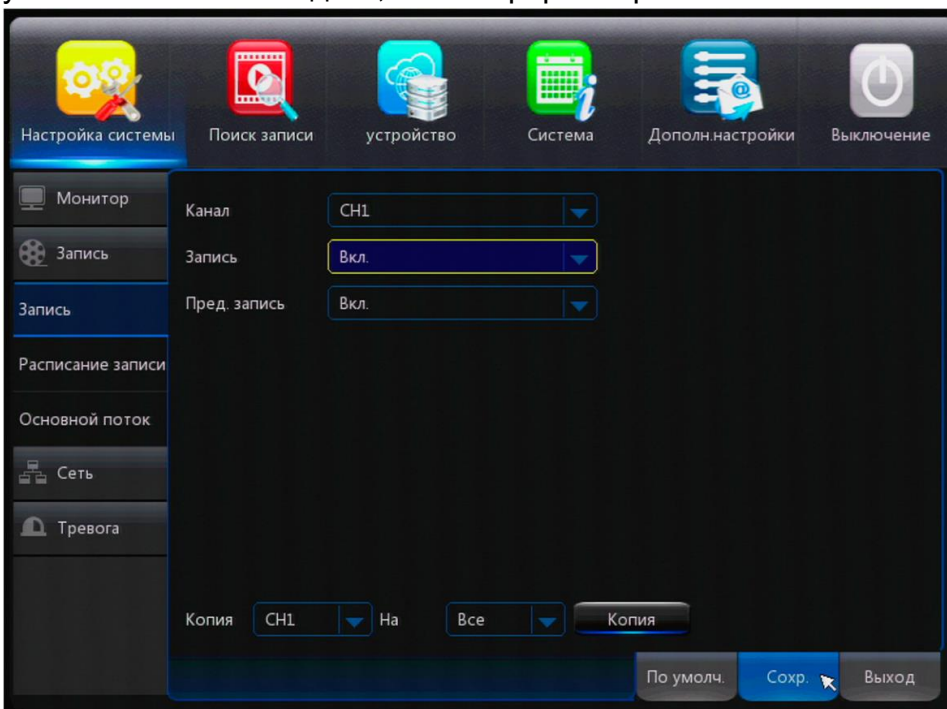 Настройка системы Поиск записи устройство Система Дополн.настройки Выключение
Монитор
Запись
Запись
Расписание записи
Основной поток
Сеть
Тревога
Канал CH1
Запись Вкл.
Пред. запись Вкл.
Копия CH1 На Все Копия
По умолч. Сохр. Выход